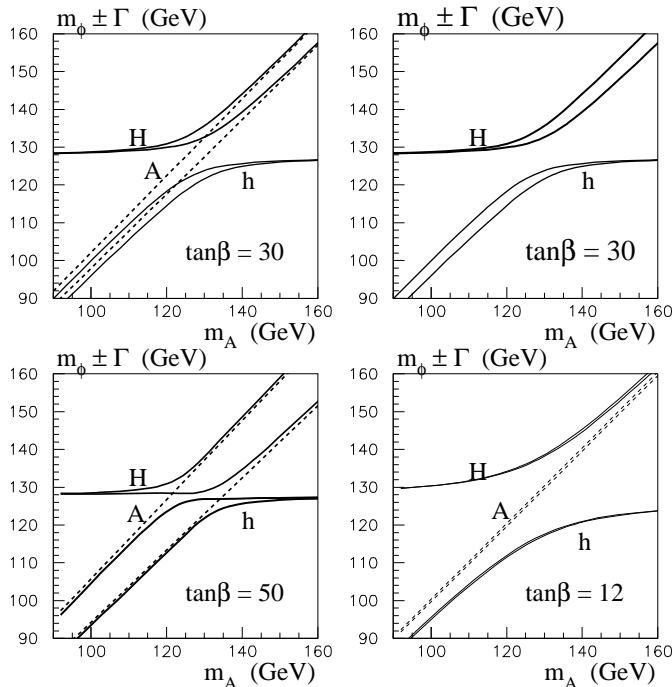 m_ϕ ± Γ (GeV)
160
150
140
130
120
110
100
90
H
A
h
tanβ = 30
100 120 140 160
m_A (GeV)
m_ϕ ± Γ (GeV)
160
150
140
130
120
110
100
90
H
h
tanβ = 30
100 120 140 160
m_A (GeV)
m_ϕ ± Γ (GeV)
160
150
140
130
120
110
100
90
H
A
h
tanβ = 50
100 120 140 160
m_A (GeV)
m_ϕ ± Γ (GeV)
160
150
140
130
120
110
100
90
H
A
h
tanβ = 12
100 120 140 160
m_A (GeV)